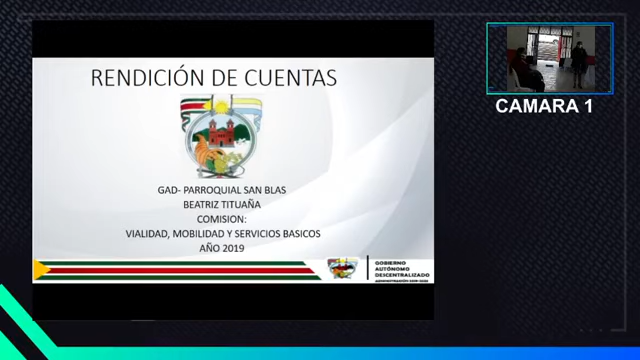 RENDICIÓN DE CUENTAS
GAD- PARROQUIAL SAN BLAS
BEATRIZ TITUAÑA
COMISION:
VIALIDAD, MOBILIDAD Y SERVICIOS BASICOS
AÑO 2019
GOBIERNO
AUTÓNOMO
DESCENTRALIZADO
CAMARA 1